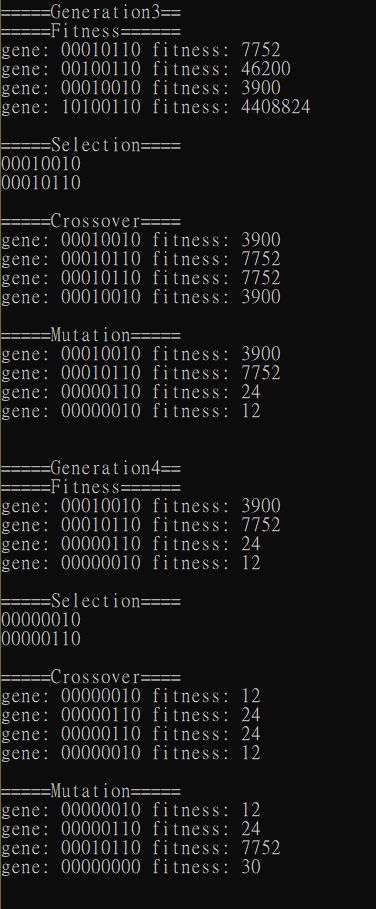 =====Generation3==
=====Fitness======
gene: 00010110 fitness: 7752
gene: 00100110 fitness: 46200
gene: 00010010 fitness: 3900
gene: 10100110 fitness: 4408824
=====Selection====
00010010
00010110
=====Crossover====
gene: 00010010 fitness: 3900
gene: 00010110 fitness: 7752
gene: 00010110 fitness: 7752
gene: 00010010 fitness: 3900
=====Mutation=====
gene: 00010010 fitness: 3900
gene: 00010110 fitness: 7752
gene: 00000110 fitness: 24
gene: 00000010 fitness: 12
=====Generation4==
=====Fitness======
gene: 00010010 fitness: 3900
gene: 00010110 fitness: 7752
gene: 00000110 fitness: 24
gene: 00000010 fitness: 12
=====Selection====
00000010
00000110
=====Crossover====
gene: 00000010 fitness: 12
gene: 00000110 fitness: 24
gene: 00000110 fitness: 24
gene: 00000010 fitness: 12
=====Mutation=====
gene: 00000010 fitness: 12
gene: 00000110 fitness: 24
gene: 00010110 fitness: 7752
gene: 00000000 fitness: 30